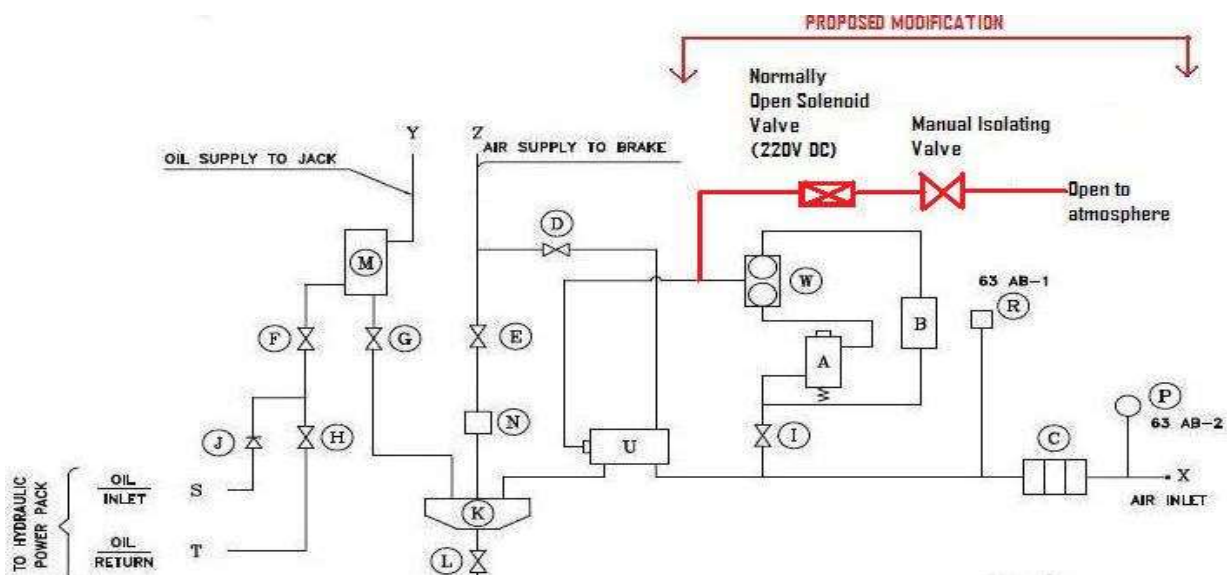 PROPOSED MODIFICATION
Normally
Open Solenoid
Valve
(220V DC)
Manual Isolating
Valve
Open to
atmosphere
Y
Z
OIL SUPPLY TO JACK
AIR SUPPLY TO BRAKE
D
M
W
63 AB-1
R
F
G
E
B
A
P
63 AB-2
J
H
N
I
C
U
X
AIR INLET
TO HYDRAULIC
POWER PACK
OIL
INLET
S
K
OIL
RETURN
T
L